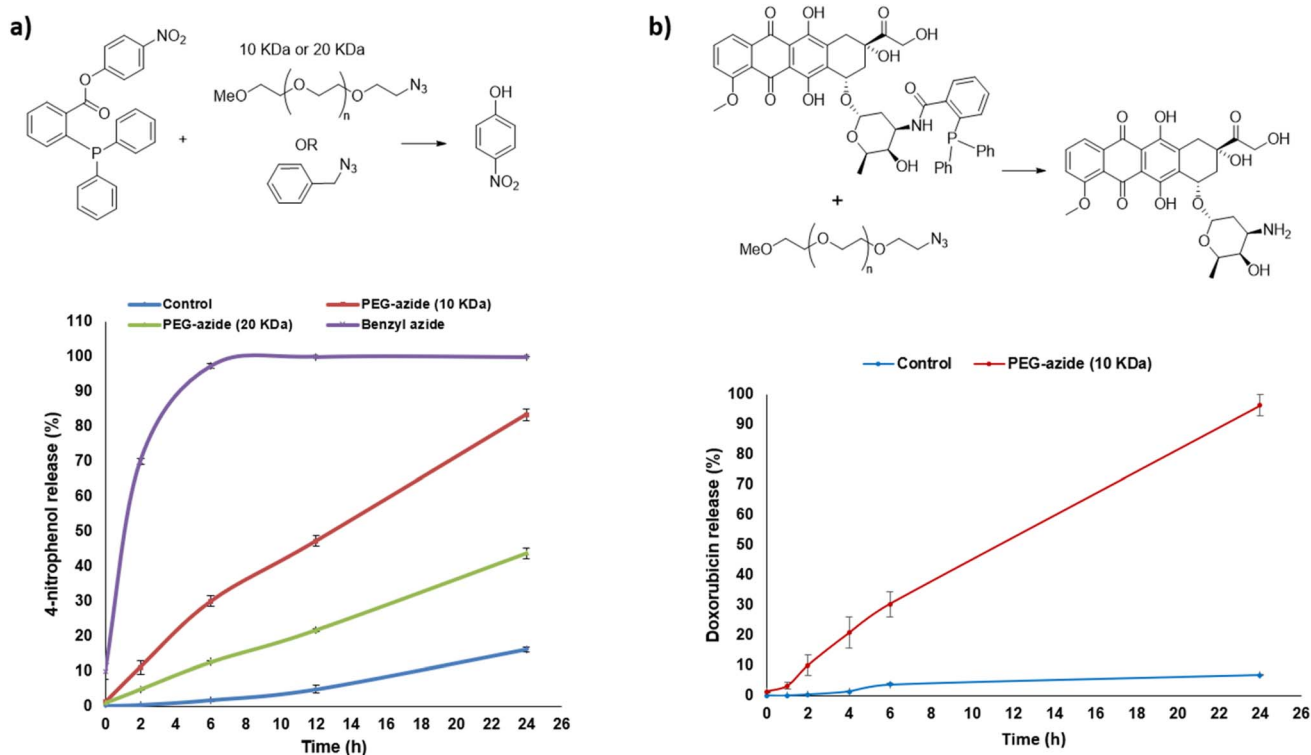 a)
NO2
10 KDa or 20 KDa
O
O
MeO
O
O
N3
n
P
+
OR
N3
OH
NO2
Control
PEG-azide (10 KDa)
PEG-azide (20 KDa)
Benzyl azide
4-nitrophenol release (%)
110
100
90
80
70
60
50
40
30
20
10
0
0 2 4 6 8 10 12 14 16 18 20 22 24 26
Time (h)
b)
O OH O
OH
OH
O O OH
O
O
NH
O
P
Ph Ph
OH
+
MeO
O
O
N3
n
O OH O
OH
OH
O O OH
O
O
NH2
OH
Control
PEG-azide (10 KDa)
Doxorubicin release (%)
100
90
80
70
60
50
40
30
20
10
0
0 2 4 6 8 10 12 14 16 18 20 22 24 26
Time (h)